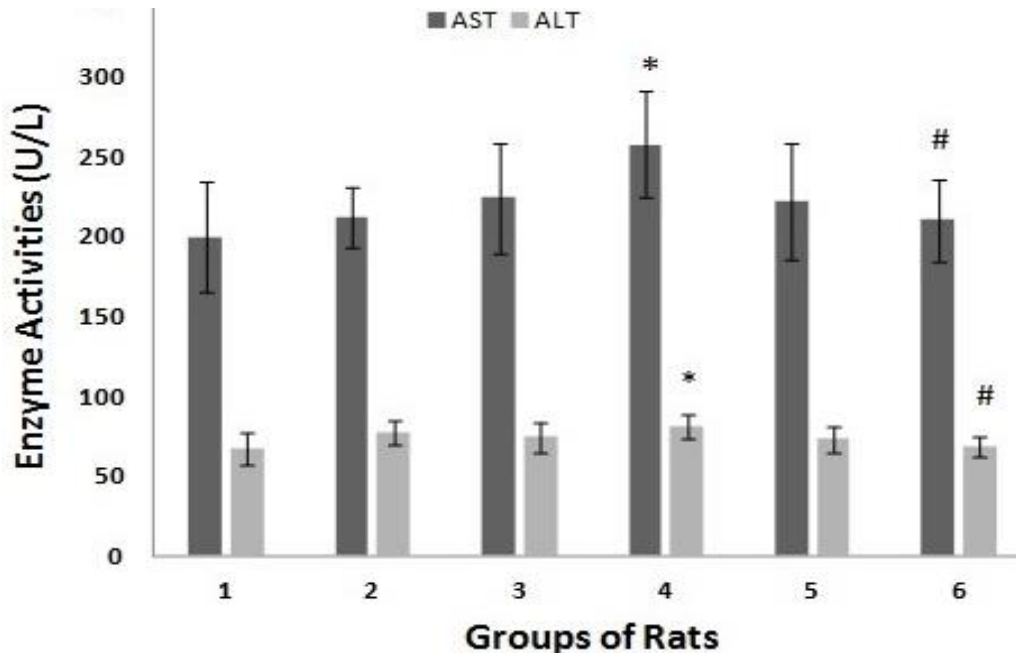 AST ALT
Enzyme Activities (U/L)
300
250
200
150
100
50
0
*
#
*
#
1 2 3 4 5 6
Groups of Rats